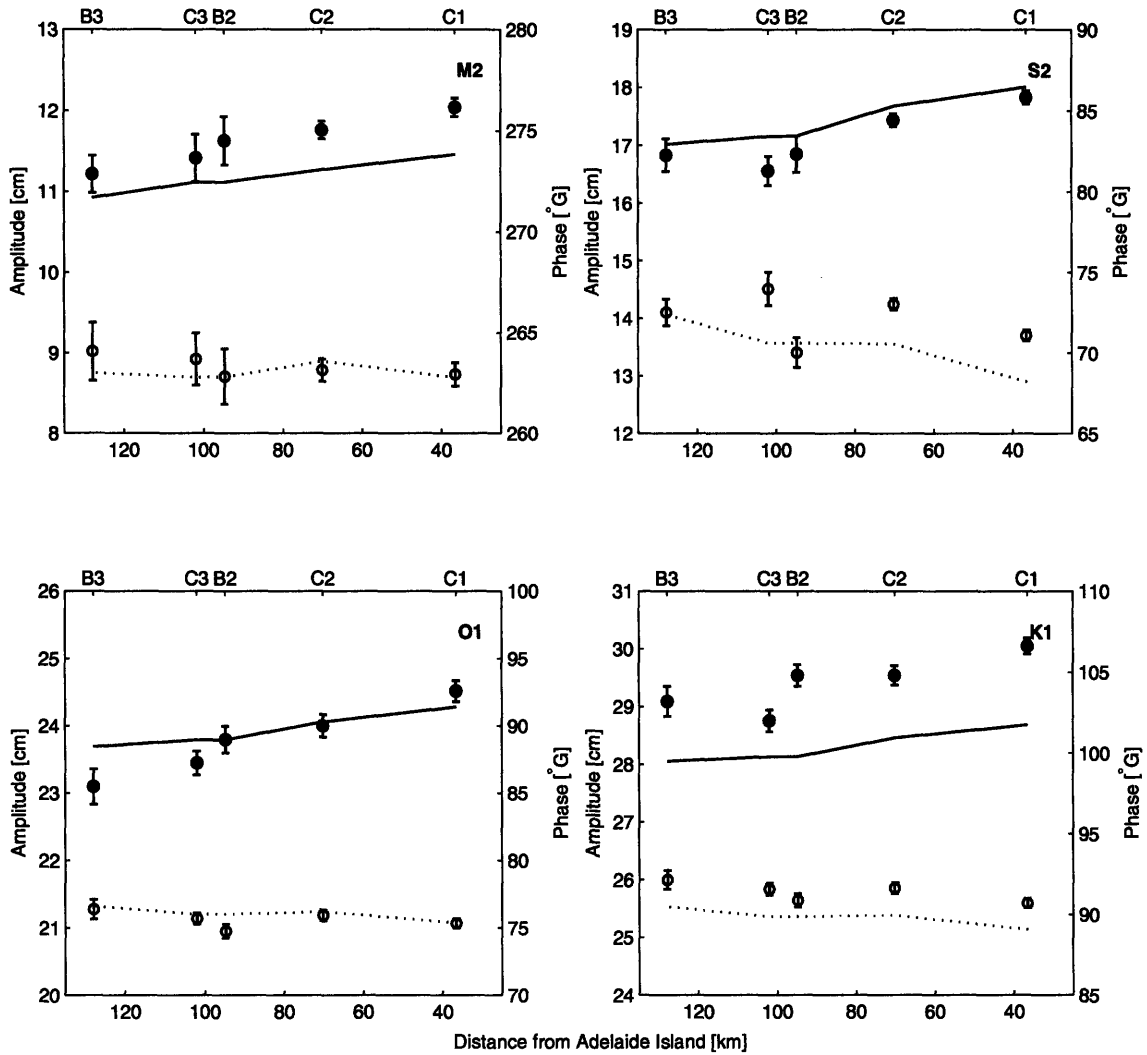 B3 C3 B2 C2 C1
M2
13
12
11
10
9
8
Amplitude [cm]
280
275
270
265
260
Phase [°G]
120 100 80 60 40
B3 C3 B2 C2 C1
S2
19
18
17
16
15
14
13
12
Amplitude [cm]
90
85
80
75
70
65
Phase [°G]
120 100 80 60 40
B3 C3 B2 C2 C1
O1
26
25
24
23
22
21
20
Amplitude [cm]
100
95
90
85
80
75
70
Phase [°G]
120 100 80 60 40
B3 C3 B2 C2 C1
K1
31
30
29
28
27
26
25
24
Amplitude [cm]
110
105
100
95
90
85
Phase [°G]
120 100 80 60 40
Distance from Adelaide Island [km]